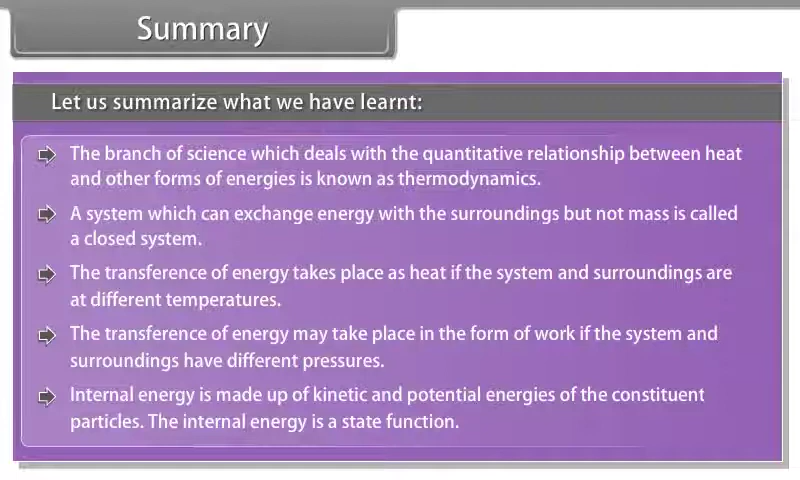 Summary
Let us summarize what we have learnt:
The branch of science which deals with the quantitative relationship between heat
and other forms of energies is known as thermodynamics.
A system which can exchange energy with the surroundings but not mass is called
a closed system.
The transference of energy takes place as heat if the system and surroundings are
at different temperatures.
The transference of energy may take place in the form of work if the system and
surroundings have different pressures.
Internal energy is made up of kinetic and potential energies of the constituent
particles. The internal energy is a state function.